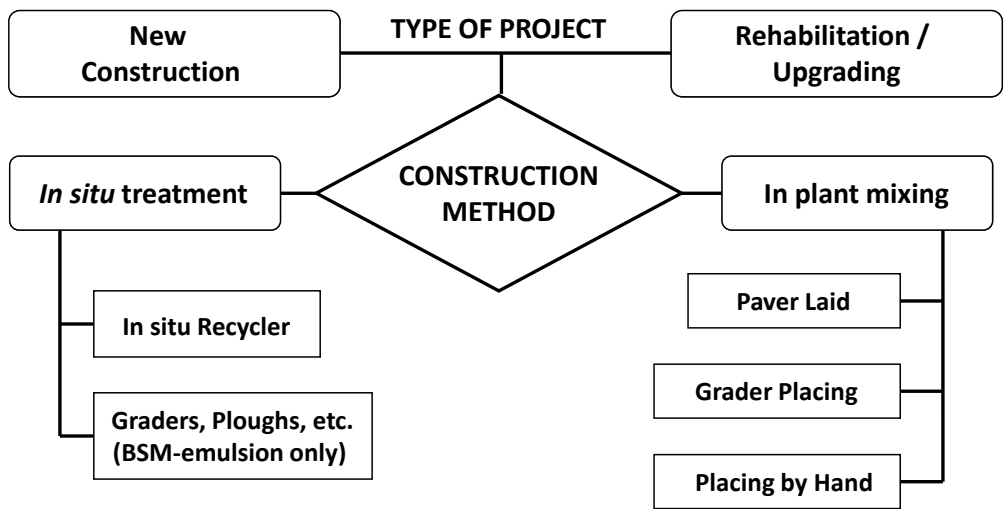 New
Construction
TYPE OF PROJECT
Rehabilitation /
Upgrading
In situ treatment
CONSTRUCTION
METHOD
In plant mixing
In situ Recycler
Graders, Ploughs, etc.
(BSM-emulsion only)
Paver Laid
Grader Placing
Placing by Hand